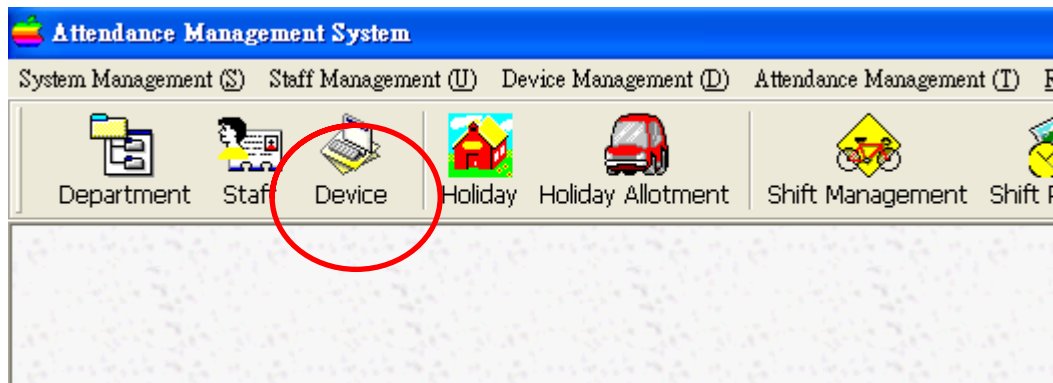 Attendance Management System
System Management (S) Staff Management (U) Device Management (D) Attendance Management (T)
Department Staff Device Holiday Holiday Allotment Shift Management Shift